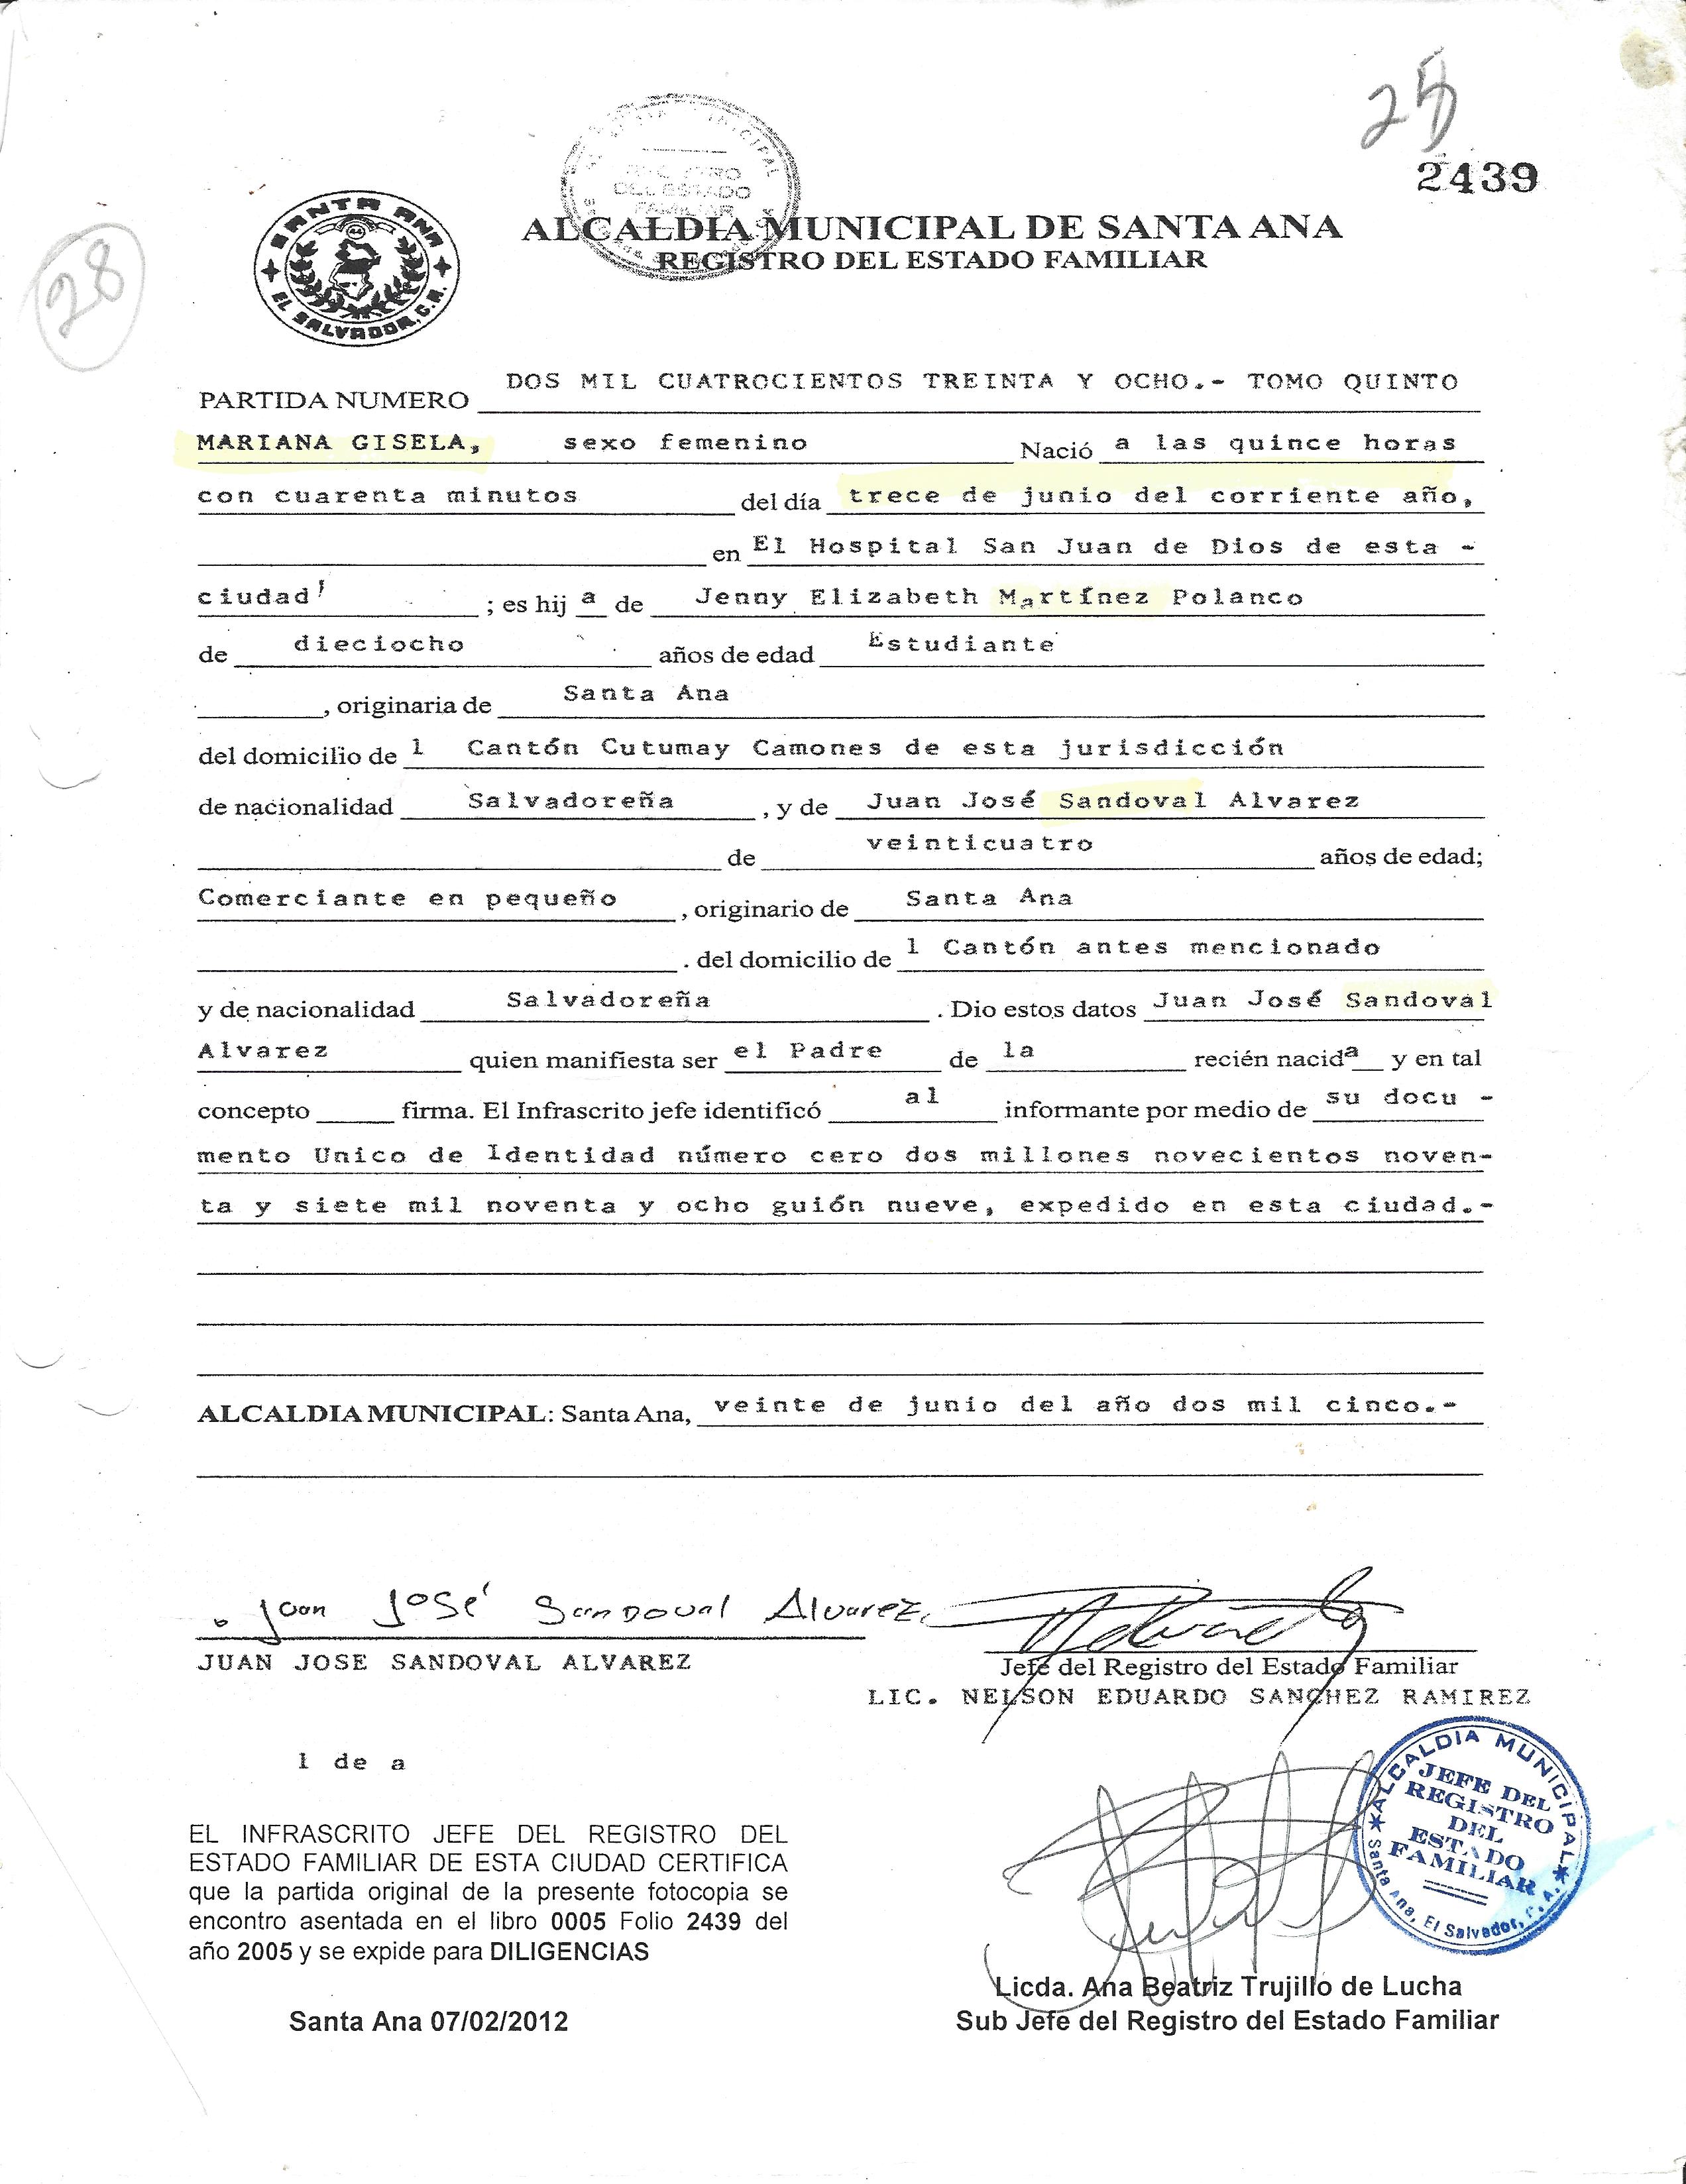 25
2439
28
REGISTRO
DEL ESTADO
FAMILIAR
SANTA ANA
44
EL SALVADOR, C.A.
ALCALDIA MUNICIPAL DE SANTA ANA
REGISTRO DEL ESTADO FAMILIAR
PARTIDA NUMERO DOS MIL CUATROCIENTOS TREINTA Y OCHO.- TOMO QUINTO
MARIANA GISELA, sexo femenino Nació a las quince horas
con cuarenta minutos del día trece de junio del corriente año,
en El Hospital San Juan de Dios de esta -
ciudad ; es hij a de Jenny Elizabeth Martínez Polanco
de dieciocho años de edad Estudiante
, originaria de Santa Ana
del domicilio de l Cantón Cutumay Camones de esta jurisdicción
de nacionalidad Salvadoreña , y de Juan José Sandoval Alvarez
de veinticuatro años de edad;
Comerciante en pequeño , originario de Santa Ana
. del domicilio de l Cantón antes mencionado
y de nacionalidad Salvadoreña . Dio estos datos Juan José Sandoval
Alvarez quien manifiesta ser el Padre de la recién nacida y en tal
concepto firma. El Infrascrito jefe identificó al informante por medio de su docu -
mento Unico de Identidad número cero dos millones novecientos noven-
ta y siete mil noventa y ocho guión nueve, expedido en esta ciudad.-
ALCALDIA MUNICIPAL: Santa Ana, veinte de junio del año dos mil cinco.-
Juan José Sandoval Alvarez
JUAN JOSE SANDOVAL ALVAREZ
Jefe del Registro del Estado Familiar
LIC. NELSON EDUARDO SANCHEZ RAMIREZ
1 de a
ALCALDIA MUNICIPAL
JEFE DEL
REGISTRO
DEL
ESTADO
FAMILIAR
Santa Ana, El Salvador, C. A.
EL INFRASCRITO JEFE DEL REGISTRO DEL
ESTADO FAMILIAR DE ESTA CIUDAD CERTIFICA
que la partida original de la presente fotocopia se
encontro asentada en el libro 0005 Folio 2439 del
año 2005 y se expide para DILIGENCIAS
Licda. Ana Beatriz Trujillo de Lucha
Sub Jefe del Registro del Estado Familiar
Santa Ana 07/02/2012